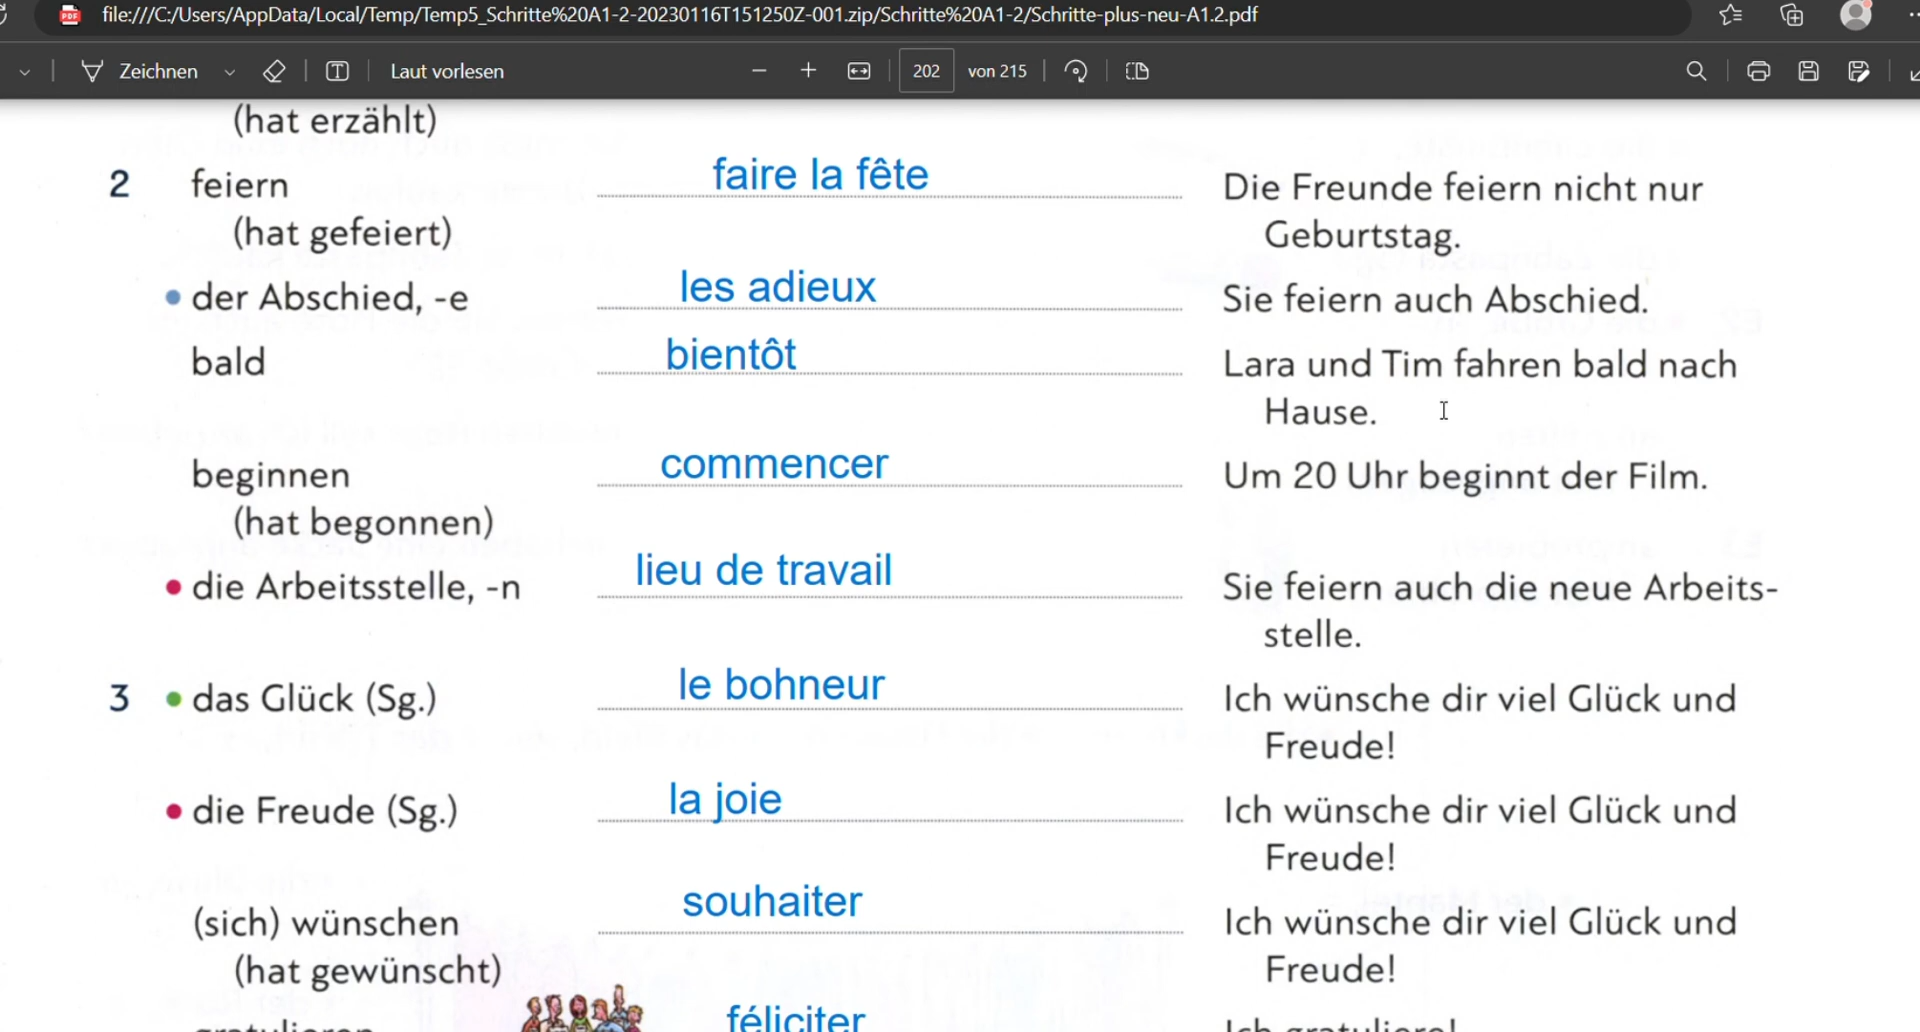 file:///C:/Users/AppData/Local/Temp/Temp5_Schritte%20A1-2-20230116T151250Z-001.zip/Schritte%20A1-2/Schritte-plus-neu-A1.2.pdf
Zeichnen Laut vorlesen 202 von 215
(hat erzählt)
2 feiern faire la fête Die Freunde feiern nicht nur
(hat gefeiert) Geburtstag.
der Abschied, -e les adieux Sie feiern auch Abschied.
bald bientôt Lara und Tim fahren bald nach
Hause.
beginnen commencer Um 20 Uhr beginnt der Film.
(hat begonnen)
die Arbeitsstelle, -n lieu de travail Sie feiern auch die neue Arbeits-
stelle.
3 das Glück (Sg.) le bohneur Ich wünsche dir viel Glück und
Freude!
die Freude (Sg.) la joie Ich wünsche dir viel Glück und
Freude!
(sich) wünschen souhaiter Ich wünsche dir viel Glück und
(hat gewünscht) Freude!
gratulieren féliciter Ich gratuliere!